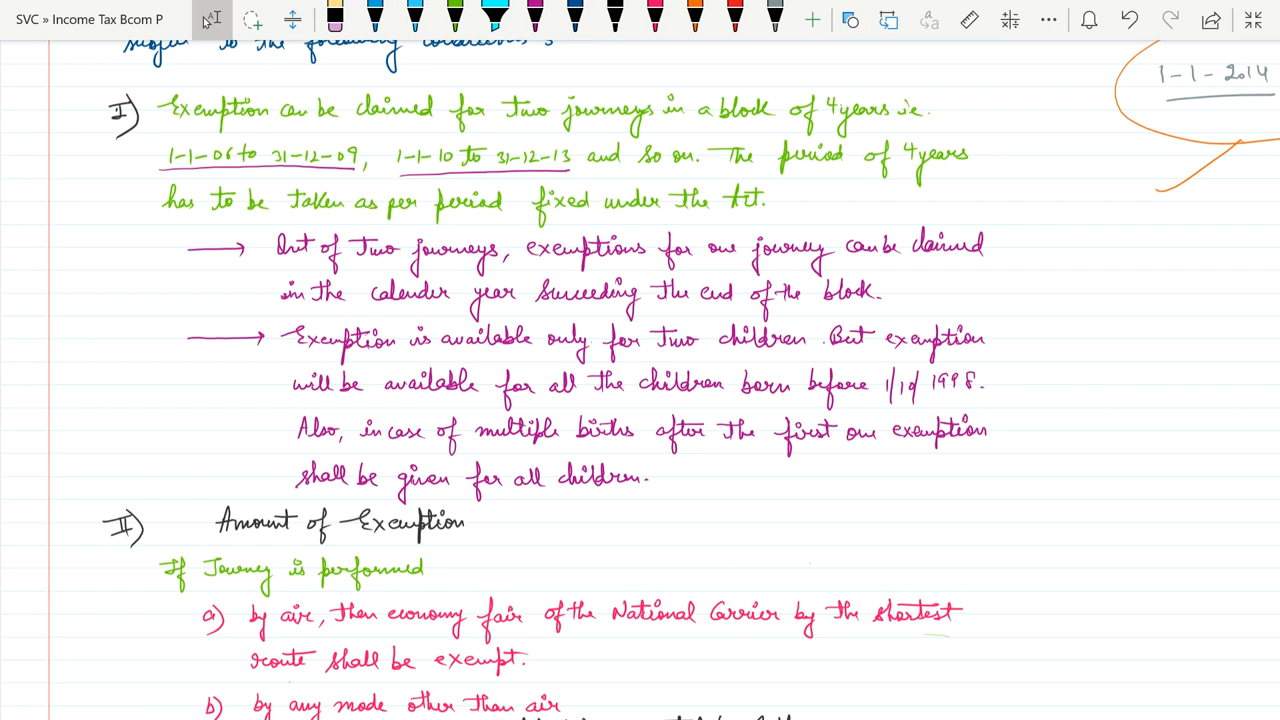 SVC » Income Tax Bcom P
to the following conditions :
1-1-2014
I) Exemption can be claimed for two journeys in a block of 4 years i.e.
1-1-06 to 31-12-09, 1-1-10 to 31-12-13 and so on. The period of 4 years
has to be taken as per period fixed under the Act.
→ Out of two journeys, exemptions for one journey can be claimed
in the calender year succeeding the end of the block.
→ Exemption is available only for two children. But exemption
will be available for all the children born before 1/10/1998.
Also, in case of multiple births after the first one exemption
shall be given for all children.
II) Amount of Exemption
If Journey is performed
a) by air, then economy fair of the National Carrier by the shortest
route shall be exempt.
b) by any mode other than air